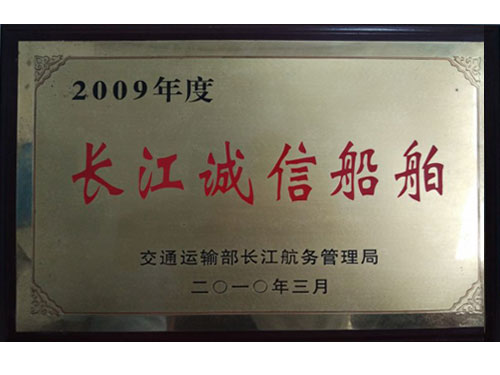 2009年度
长江诚信船舶
交通运输部长江航务管理局
二〇一〇年三月